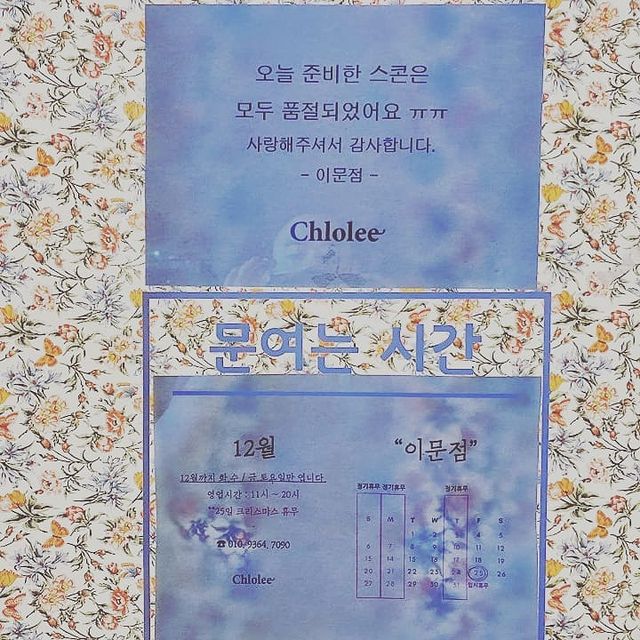 오늘 준비한 스콘은
모두 품절되었어요 ㅠㅠ
사랑해주셔서 감사합니다.
- 이문점 -
Chlolee
문여는 시간
12월
12월까지 화 수 / 금 토요일만 엽니다.
영업시간 : 11시 ~ 20시
**25일 크리스마스 휴무
☎ 010. 9364. 7090
Chlolee
“이문점”
정기휴무 정기휴무 정기휴무
S M T W T F S
1 2 3 4 5
6 7 8 9 10 11 12
15 14 15 16 17 18 19
20 21 22 23 24 25 26
27 28 29 30 31 임시휴무